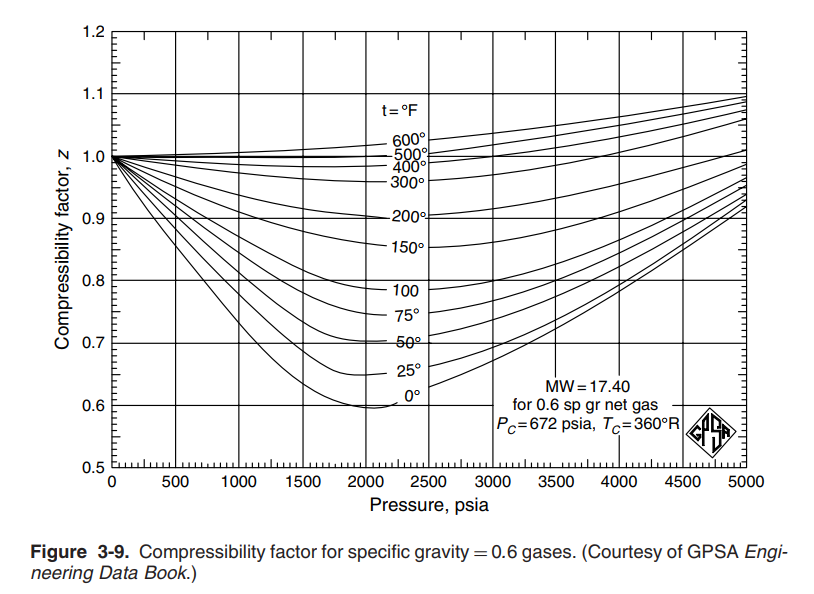 1.2
1.1
t = °F
600°
1.0
500°
400°
300°
0.9
200°
150°
0.8
100
75°
0.7
50°
25°
0°
0.6
MW = 17.40
for 0.6 sp gr net gas
PC = 672 psia, TC = 360°R
GPSA
0.5
0 500 1000 1500 2000 2500 3000 3500 4000 4500 5000
Compressibility factor, z
Pressure, psia
Figure 3-9. Compressibility factor for specific gravity = 0.6 gases. (Courtesy of GPSA Engi-
neering Data Book.)